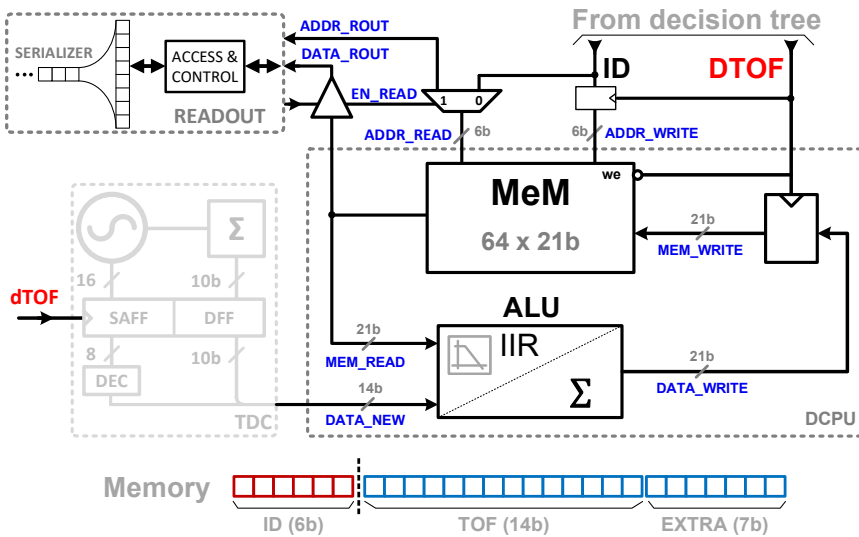 From decision tree
ADDR_ROUT
SERIALIZER
ACCESS &
CONTROL
DATA_ROUT
ID
DTOF
...
EN_READ
1 0
READOUT
ADDR_READ
6b
6b
ADDR_WRITE
we
MeM
64 x 21b
21b
MEM_WRITE
Σ
16
10b
dTOF
SAFF
DFF
8
10b
DEC
TDC
ALU
21b
MEM_READ
IIR
Σ
14b
DATA_NEW
21b
DATA_WRITE
DCPU
Memory
ID (6b)
TOF (14b)
EXTRA (7b)